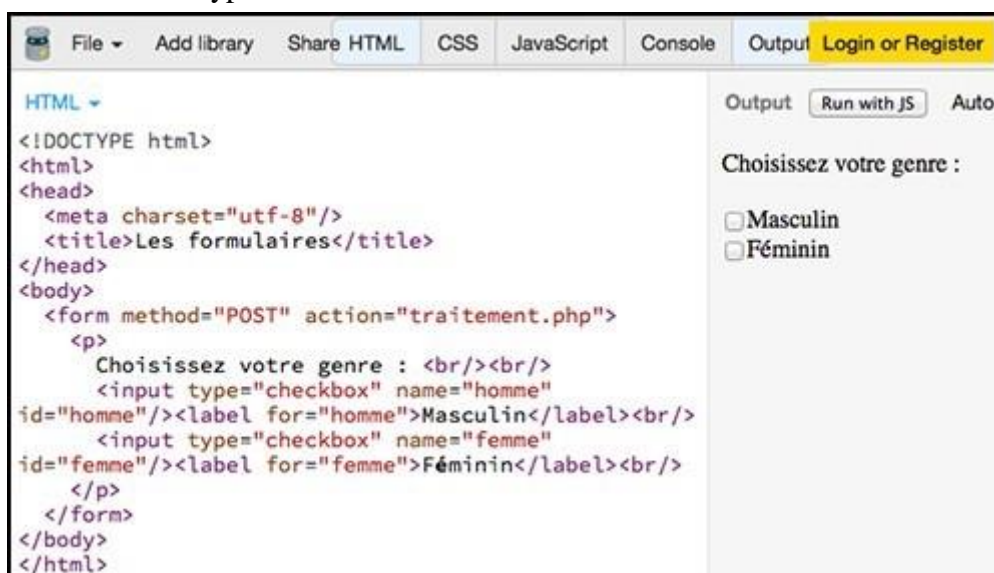 File Add library Share HTML CSS JavaScript Console Output Login or Register
HTML
Output Run with JS Auto
<!DOCTYPE html>
<html>
<head>
<meta charset="utf-8"/>
<title>Les formulaires</title>
</head>
<body>
<form method="POST" action="traitement.php">
<p>
Choisissez votre genre : <br/><br/>
<input type="checkbox" name="homme"
id="homme"/><label for="homme">Masculin</label><br/>
<input type="checkbox" name="femme"
id="femme"/><label for="femme">Féminin</label><br/>
</p>
</form>
</body>
</html>
Choisissez votre genre :
Masculin
Féminin